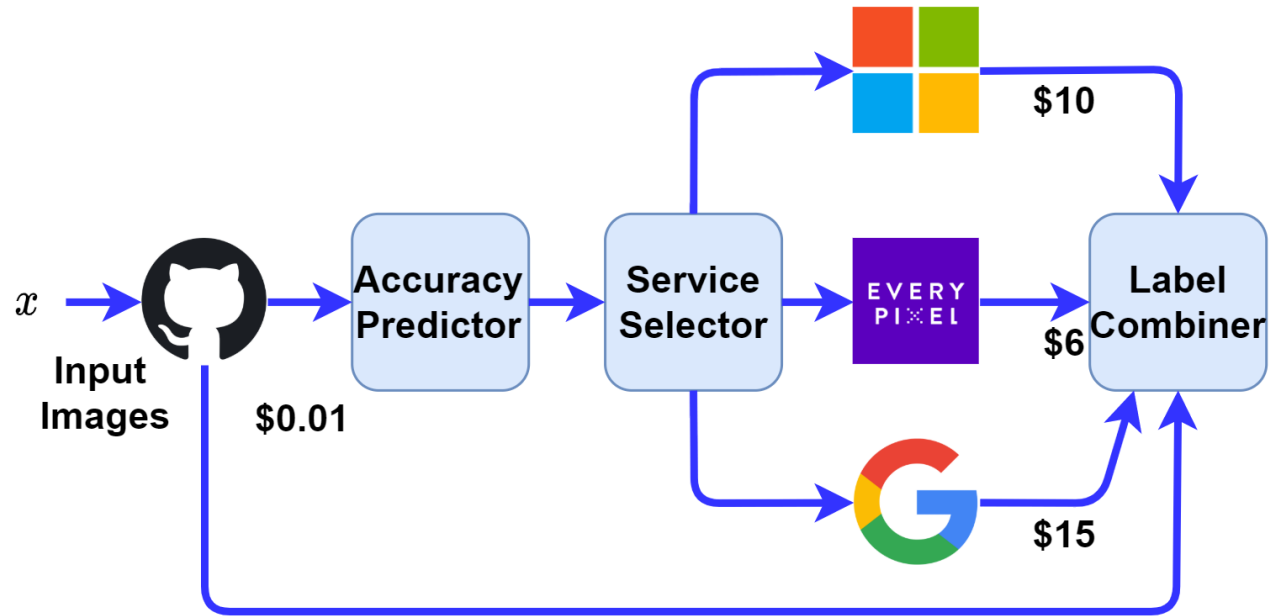 x
Input
Images
$0.01
Accuracy
Predictor
Service
Selector
$10
EVERY
PIXEL
$6
$15
Label
Combiner